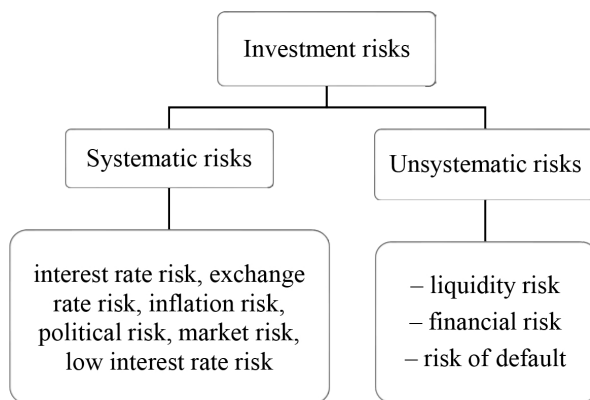 Investment risks
Systematic risks
Unsystematic risks
interest rate risk, exchange
rate risk, inflation risk,
political risk, market risk,
low interest rate risk
– liquidity risk
– financial risk
– risk of default